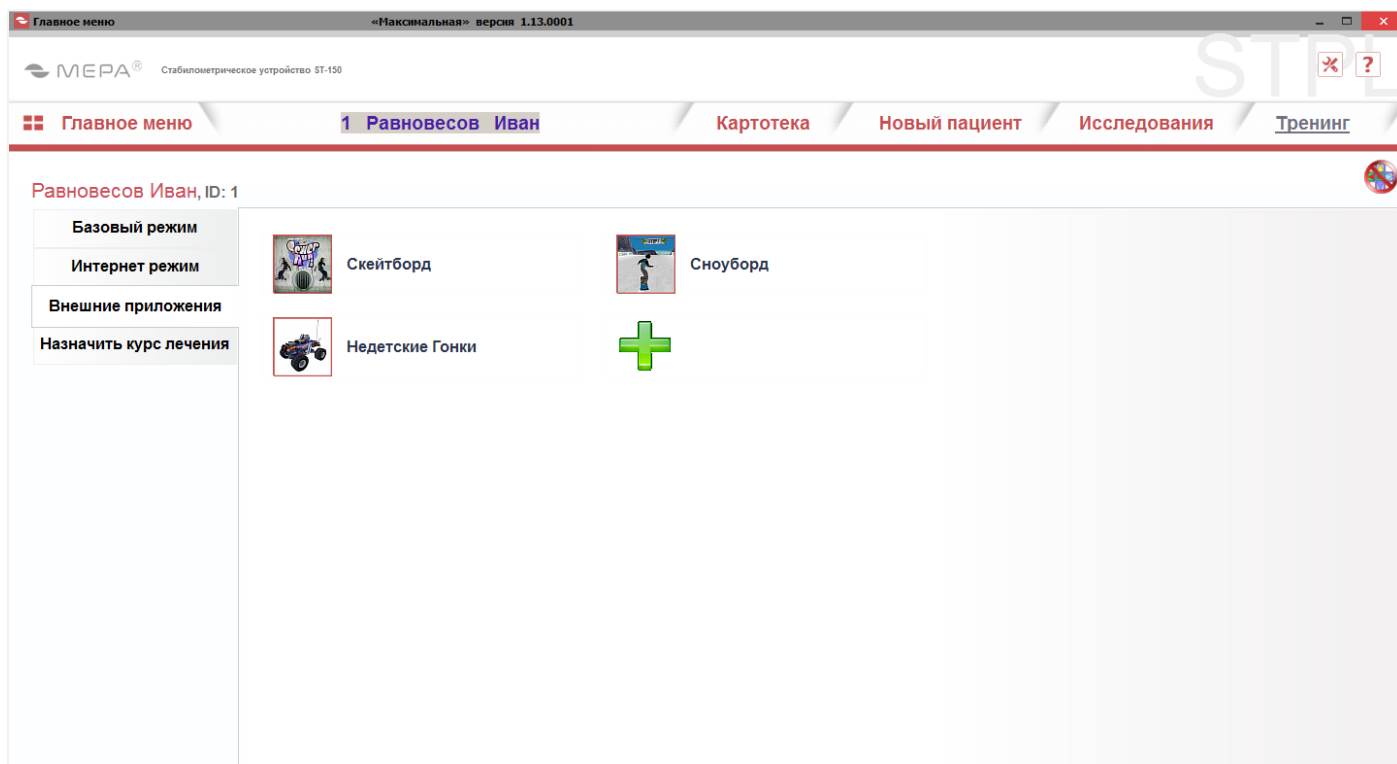 Главное меню «Максимальная» версия 1.13.0001
STPL
МЕРА® Стабилометрическое устройство ST-150
?
Главное меню 1 Равновесов Иван Картотека Новый пациент Исследования Тренинг
Равновесов Иван, ID: 1
Базовый режим
Интернет режим
Внешние приложения
Назначить курс лечения
Скейтборд
Сноуборд
Недетские Гонки